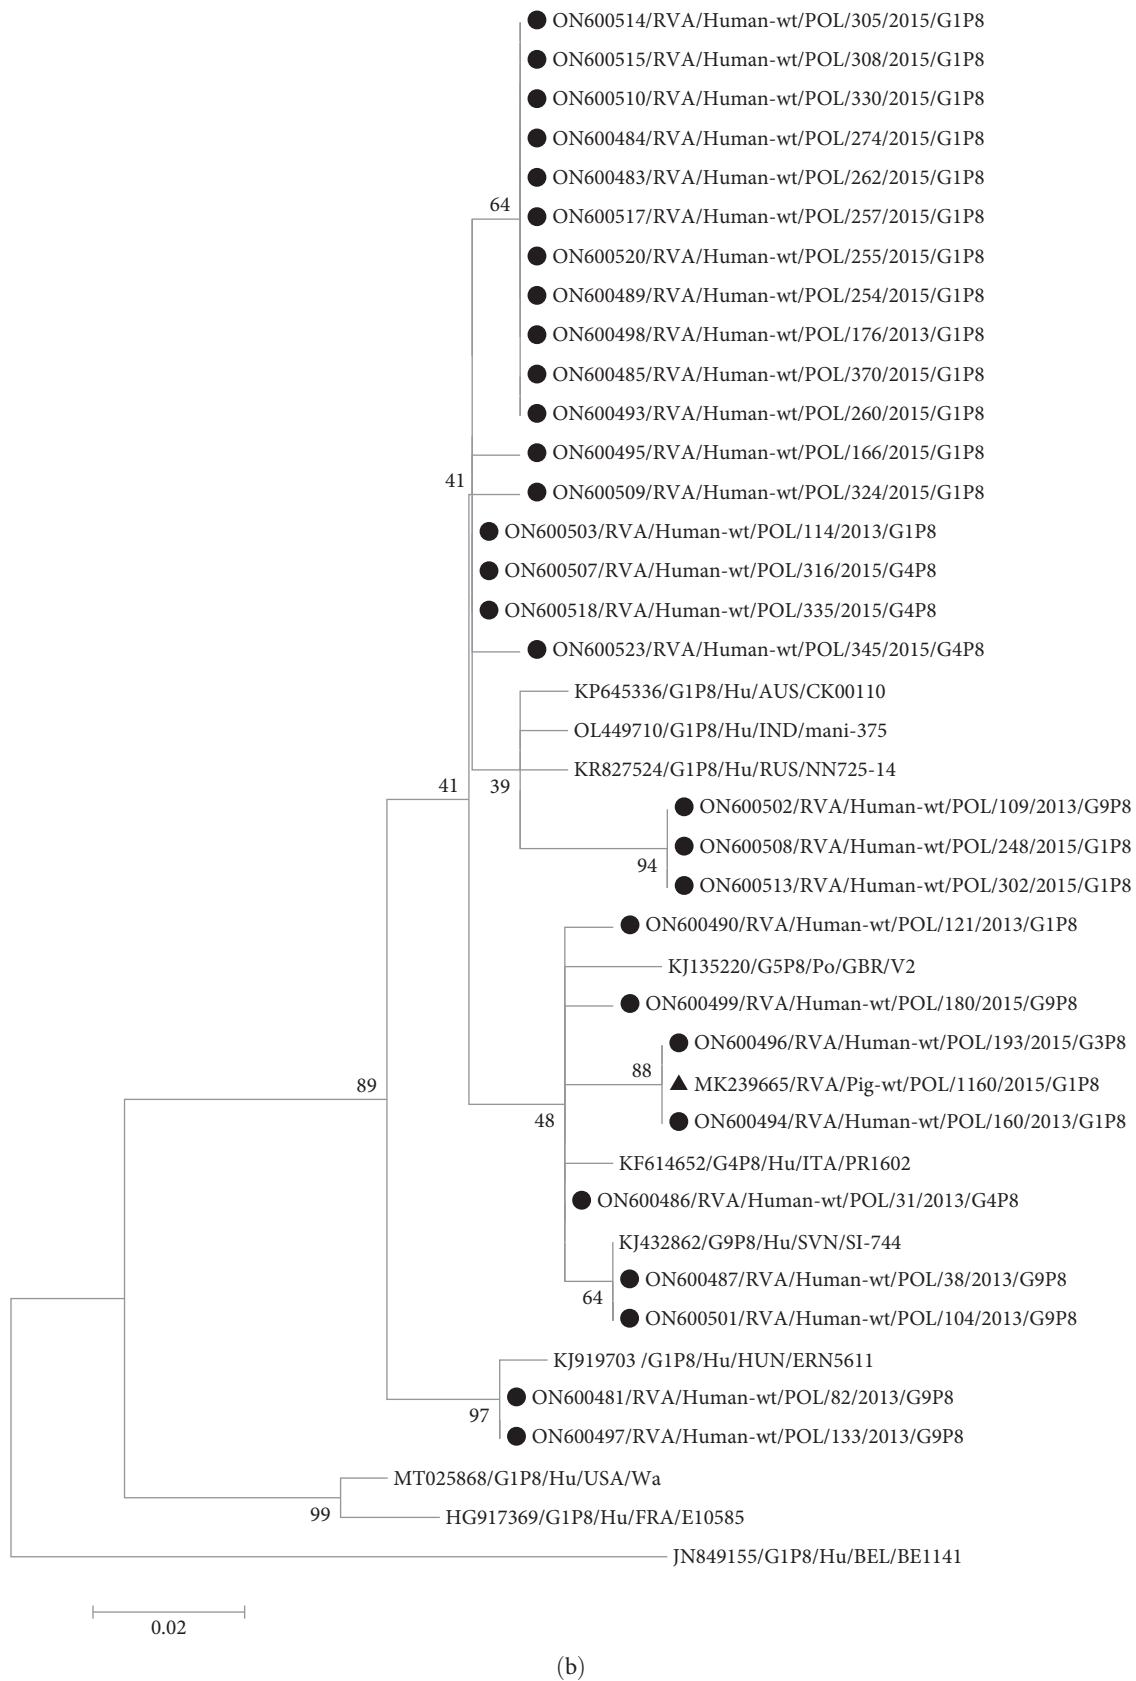 ON600514/RVA/Human-wt/POL/305/2015/G1P8
ON600515/RVA/Human-wt/POL/308/2015/G1P8
ON600510/RVA/Human-wt/POL/330/2015/G1P8
ON600484/RVA/Human-wt/POL/274/2015/G1P8
ON600483/RVA/Human-wt/POL/262/2015/G1P8
64
ON600517/RVA/Human-wt/POL/257/2015/G1P8
ON600520/RVA/Human-wt/POL/255/2015/G1P8
ON600489/RVA/Human-wt/POL/254/2015/G1P8
ON600498/RVA/Human-wt/POL/176/2013/G1P8
ON600485/RVA/Human-wt/POL/370/2015/G1P8
ON600493/RVA/Human-wt/POL/260/2015/G1P8
ON600495/RVA/Human-wt/POL/166/2015/G1P8
41
ON600509/RVA/Human-wt/POL/324/2015/G1P8
ON600503/RVA/Human-wt/POL/114/2013/G1P8
ON600507/RVA/Human-wt/POL/316/2015/G4P8
ON600518/RVA/Human-wt/POL/335/2015/G4P8
ON600523/RVA/Human-wt/POL/345/2015/G4P8
KP645336/G1P8/Hu/AUS/CK00110
OL449710/G1P8/Hu/IND/mani-375
KR827524/G1P8/Hu/RUS/NN725-14
41
39
ON600502/RVA/Human-wt/POL/109/2013/G9P8
ON600508/RVA/Human-wt/POL/248/2015/G1P8
94
ON600513/RVA/Human-wt/POL/302/2015/G1P8
ON600490/RVA/Human-wt/POL/121/2013/G1P8
KJ135220/G5P8/Po/GBR/V2
ON600499/RVA/Human-wt/POL/180/2015/G9P8
ON600496/RVA/Human-wt/POL/193/2015/G3P8
88
MK239665/RVA/Pig-wt/POL/1160/2015/G1P8
89
48
ON600494/RVA/Human-wt/POL/160/2013/G1P8
KF614652/G4P8/Hu/ITA/PR1602
ON600486/RVA/Human-wt/POL/31/2013/G4P8
KJ432862/G9P8/Hu/SVN/SI-744
ON600487/RVA/Human-wt/POL/38/2013/G9P8
64
ON600501/RVA/Human-wt/POL/104/2013/G9P8
KJ919703 /G1P8/Hu/HUN/ERN5611
ON600481/RVA/Human-wt/POL/82/2013/G9P8
97
ON600497/RVA/Human-wt/POL/133/2013/G9P8
MT025868/G1P8/Hu/USA/Wa
99
HG917369/G1P8/Hu/FRA/E10585
JN849155/G1P8/Hu/BEL/BE1141
0.02
(b)